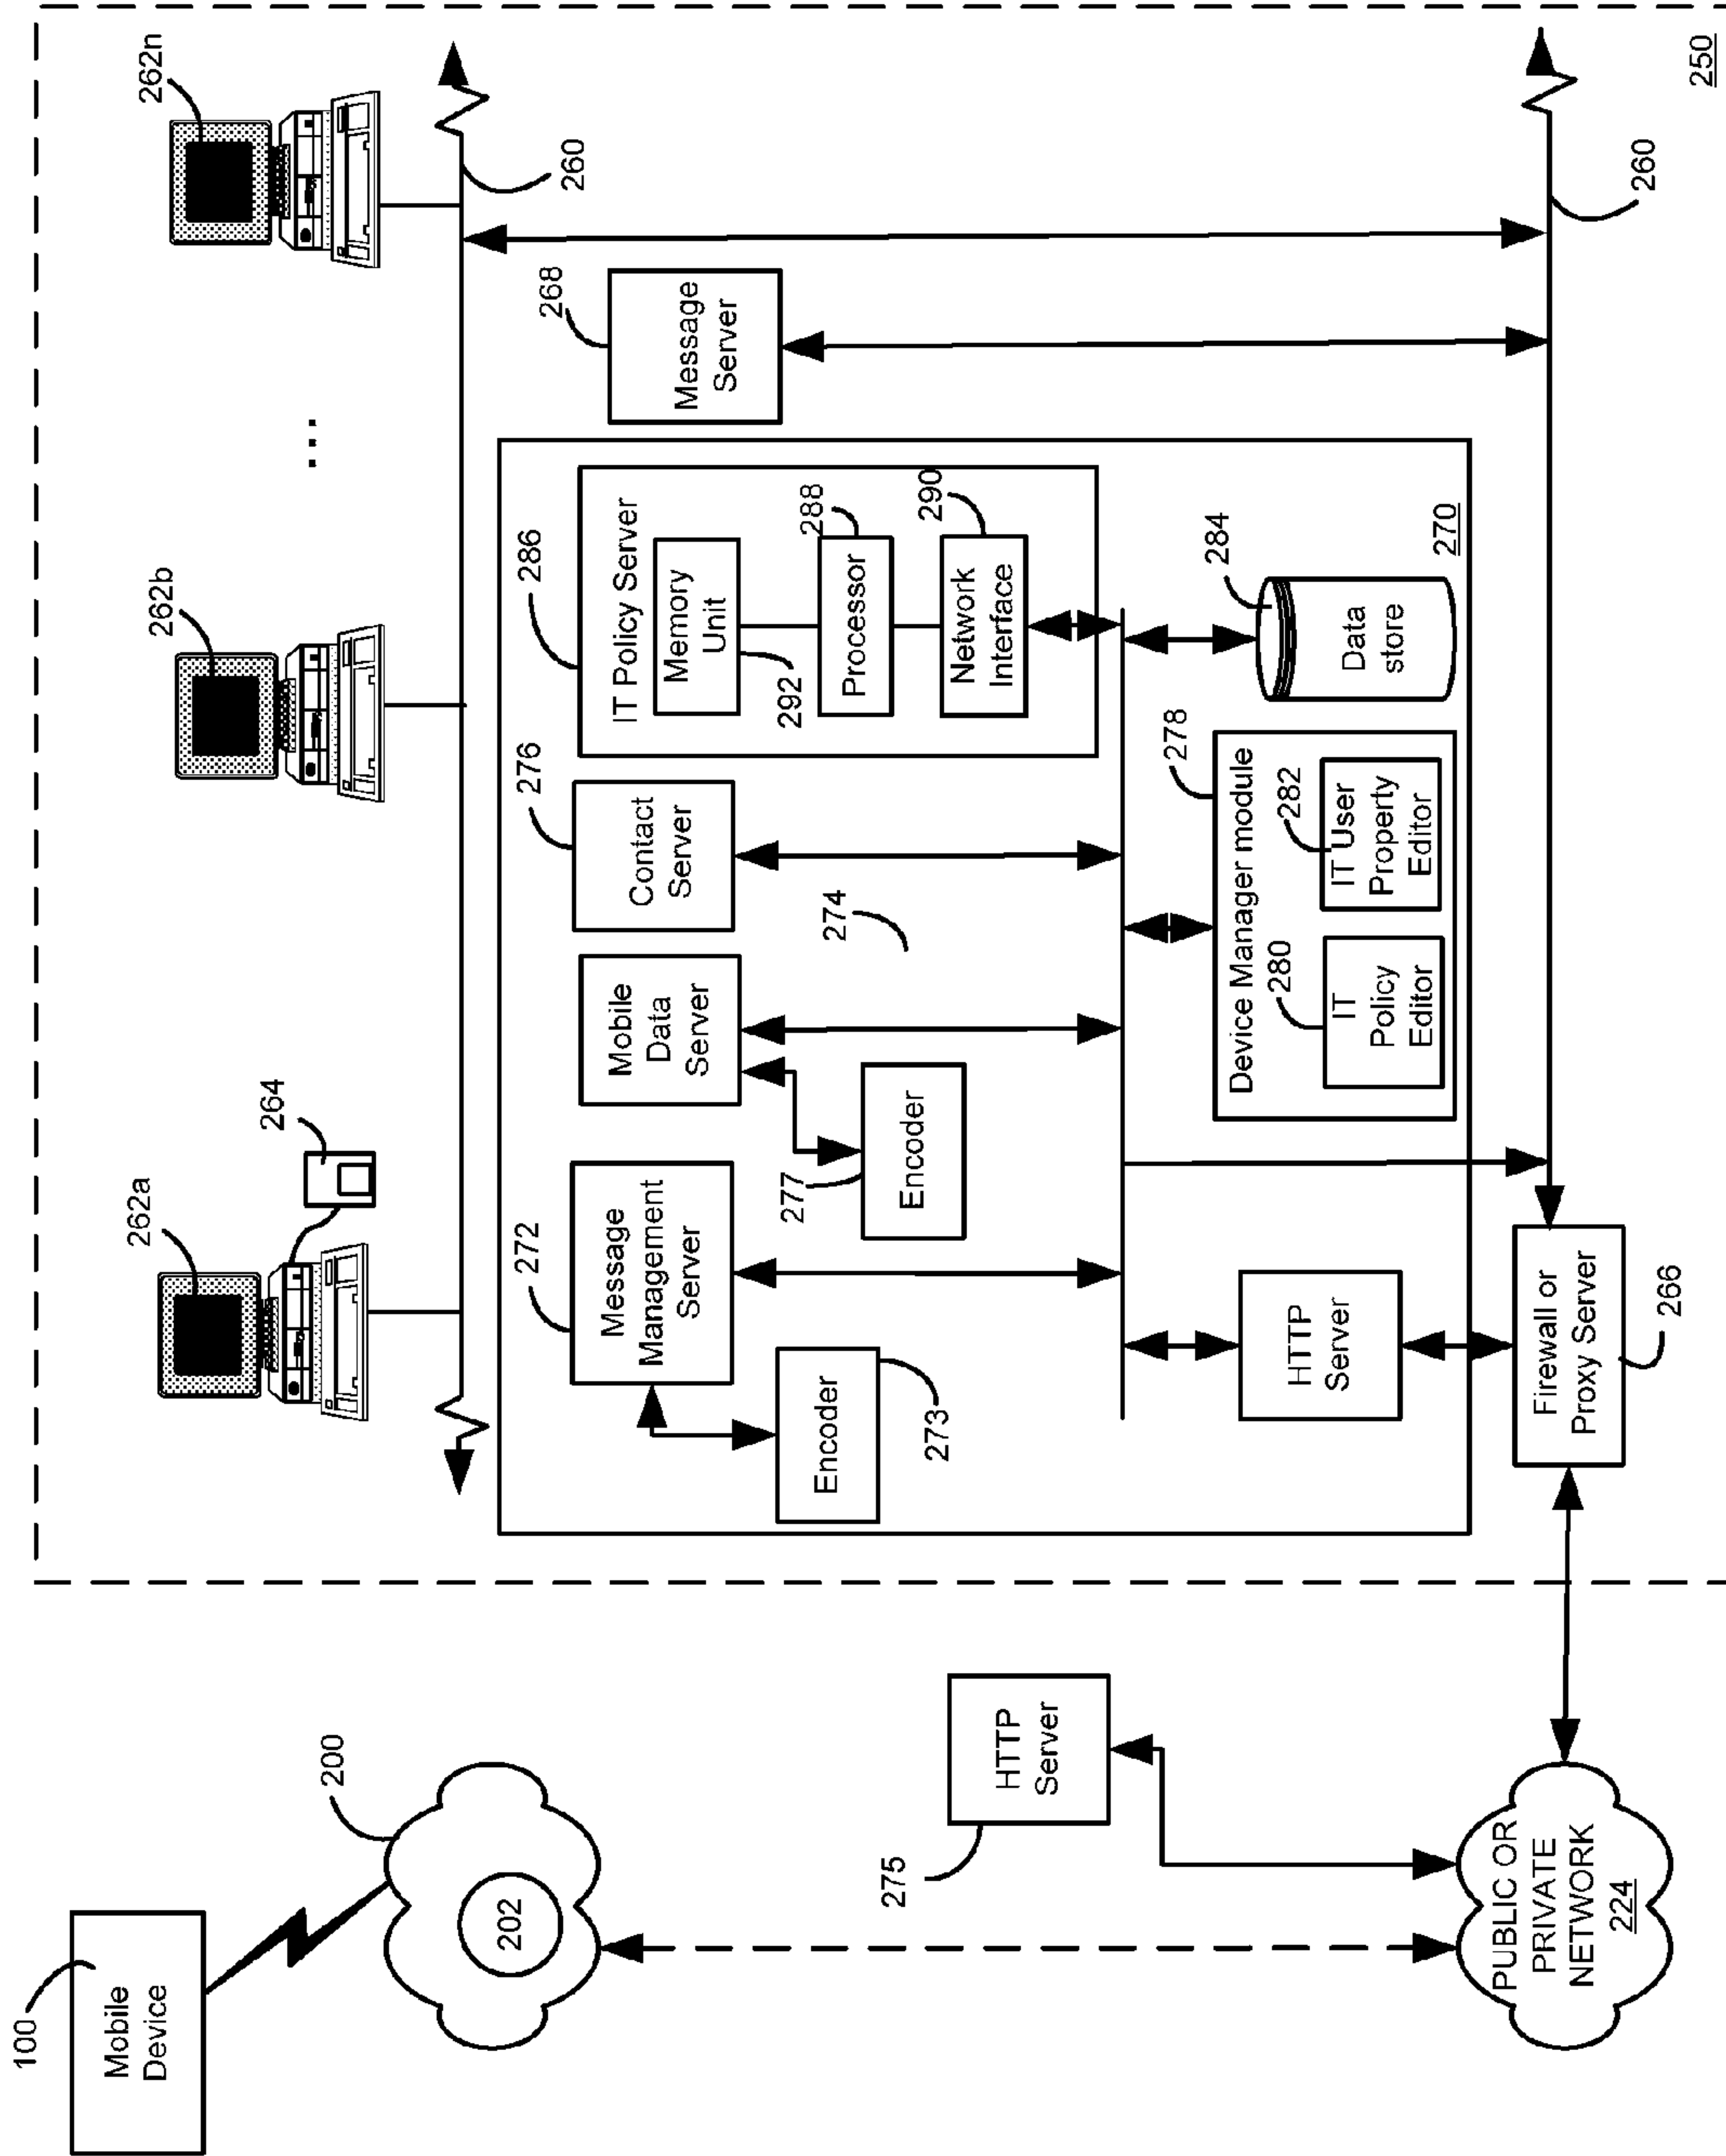 100
Mobile
Device
200
202
275
HTTP
Server
PUBLIC OR
PRIVATE
NETWORK
224
262a
264
262b
...
262n
260
272
Message
Management
Server
Encoder
273
Mobile
Data
Server
277
Encoder
274
276
Contact
Server
286
IT Policy Server
Memory
Unit
292
288
Processor
290
Network
Interface
268
Message
Server
HTTP
Server
278
Device Manager module
280
IT
Policy
Editor
282
IT User
Property
Editor
284
Data
store
270
Firewall or
Proxy Server
266
260
250